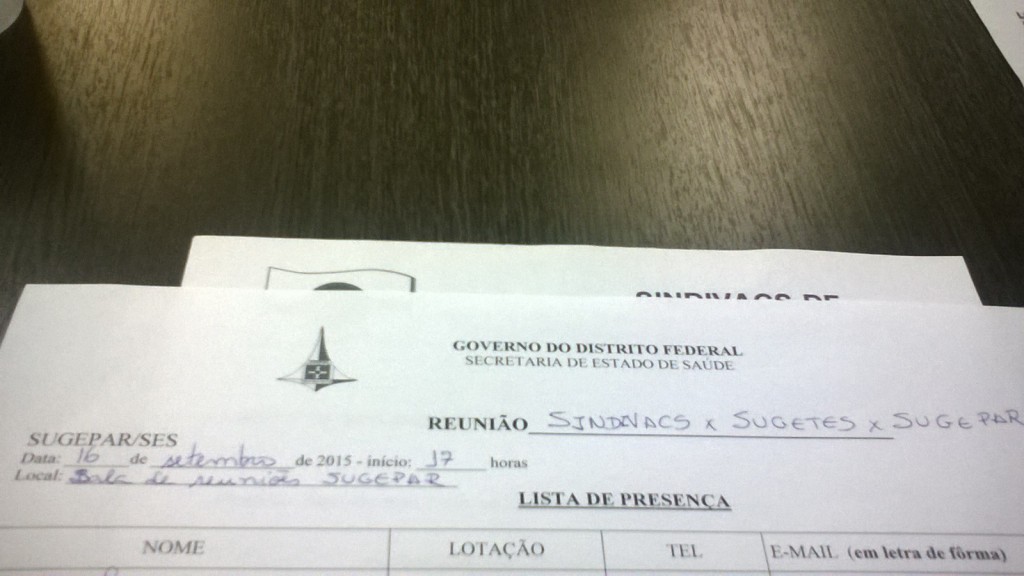 SINDIVACS DF
GOVERNO DO DISTRITO FEDERAL
SECRETARIA DE ESTADO DE SAÚDE
REUNIÃO SINDIVACS x SUGETES x SUGEPAR
SUGEPAR/SES
Data: 16 de setembro de 2015 - início: 17 horas
Local: Sala de reuniões SUGEPAR
LISTA DE PRESENÇA
NOME LOTAÇÃO TEL E-MAIL (em letra de fôrma)